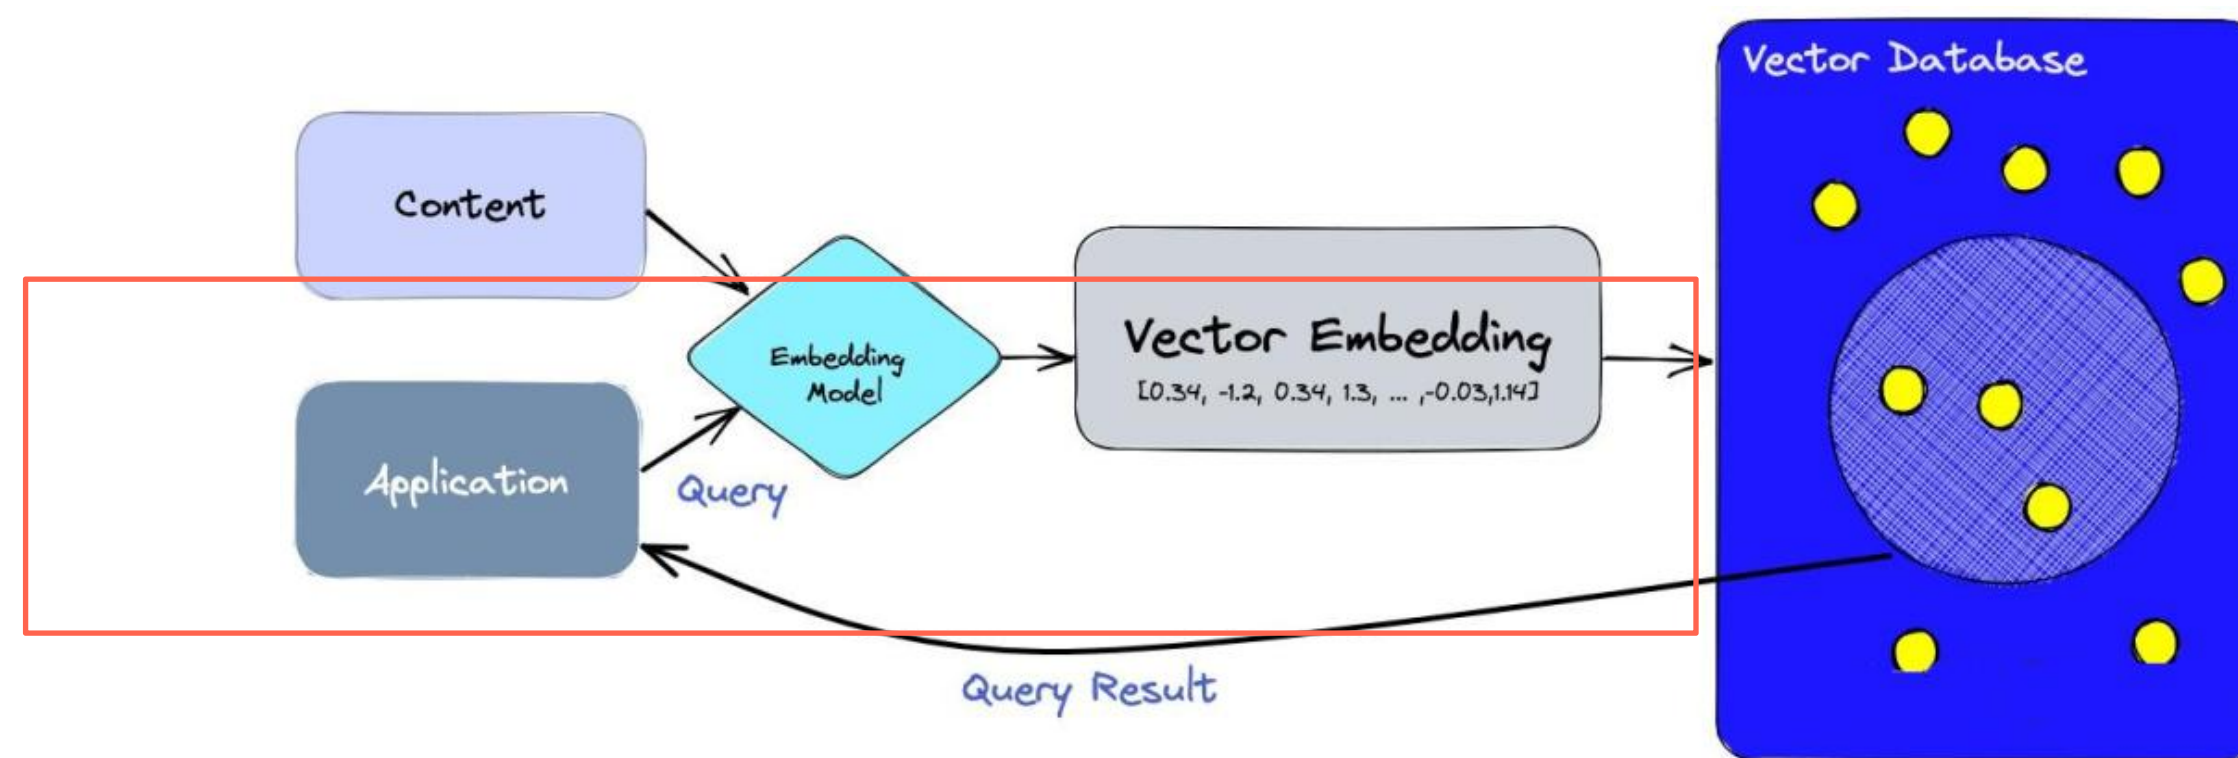 Vector Database
Content
Embedding
Model
Vector Embedding
[0.34, -1.2, 0.34, 1.3, ... ,-0.03,1.14]
Application
Query
Query Result